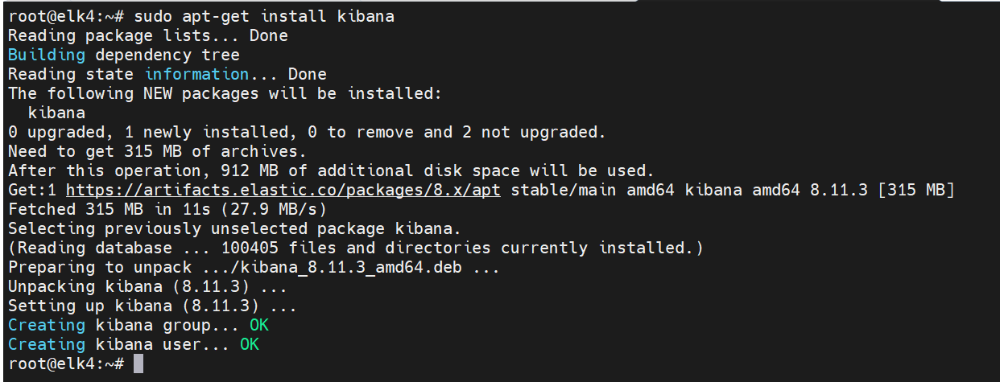 root@elk4:~# sudo apt-get install kibana
Reading package lists... Done
Building dependency tree
Reading state information... Done
The following NEW packages will be installed:
  kibana
0 upgraded, 1 newly installed, 0 to remove and 2 not upgraded.
Need to get 315 MB of archives.
After this operation, 912 MB of additional disk space will be used.
Get:1 https://artifacts.elastic.co/packages/8.x/apt stable/main amd64 kibana amd64 8.11.3 [315 MB]
Fetched 315 MB in 11s (27.9 MB/s)
Selecting previously unselected package kibana.
(Reading database ... 100405 files and directories currently installed.)
Preparing to unpack .../kibana_8.11.3_amd64.deb ...
Unpacking kibana (8.11.3) ...
Setting up kibana (8.11.3) ...
Creating kibana group... OK
Creating kibana user... OK
root@elk4:~#